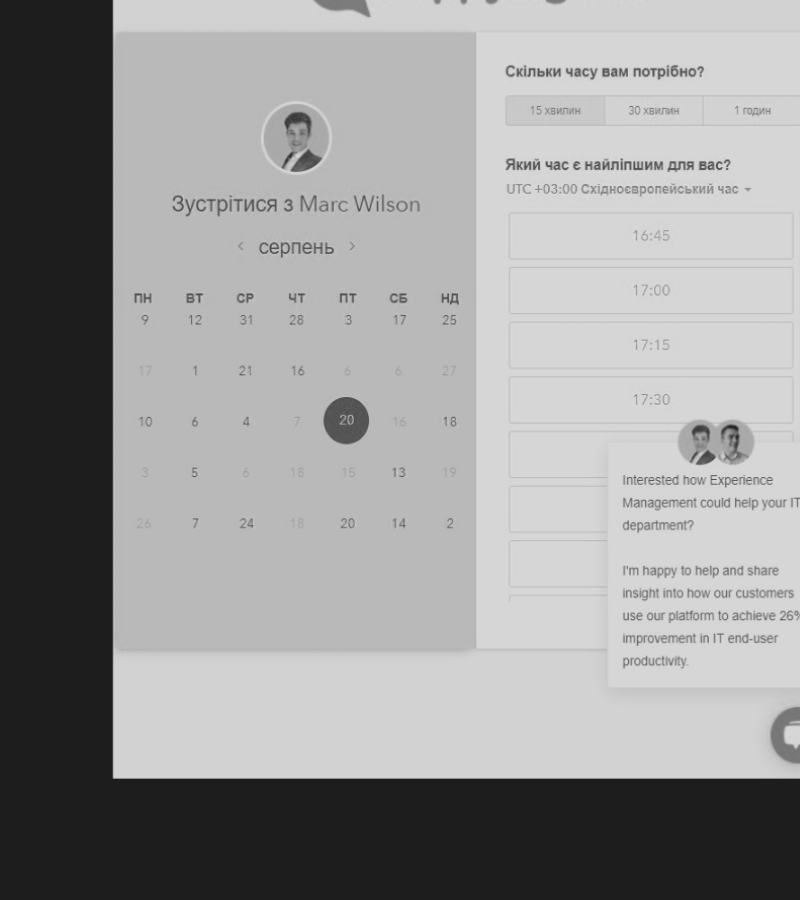 Зустрітися з Marc Wilson
серпень
ПН ВТ СР ЧТ ПТ СБ НД
9 12 31 28 3 17 25
17 1 21 16 6 6 27
10 6 4 7 20 16 18
3 5 6 18 15 13 19
26 7 24 18 20 14 2
Скільки часу вам потрібно?
15 хвилин 30 хвилин 1 годин
Який час є найліпшим для вас?
UTC +03:00 Східноєвропейський час
16:45
17:00
17:15
17:30
Interested how Experience
Management could help your IT
department?
I'm happy to help and share
insight into how our customers
use our platform to achieve 26%
improvement in IT end-user
productivity.